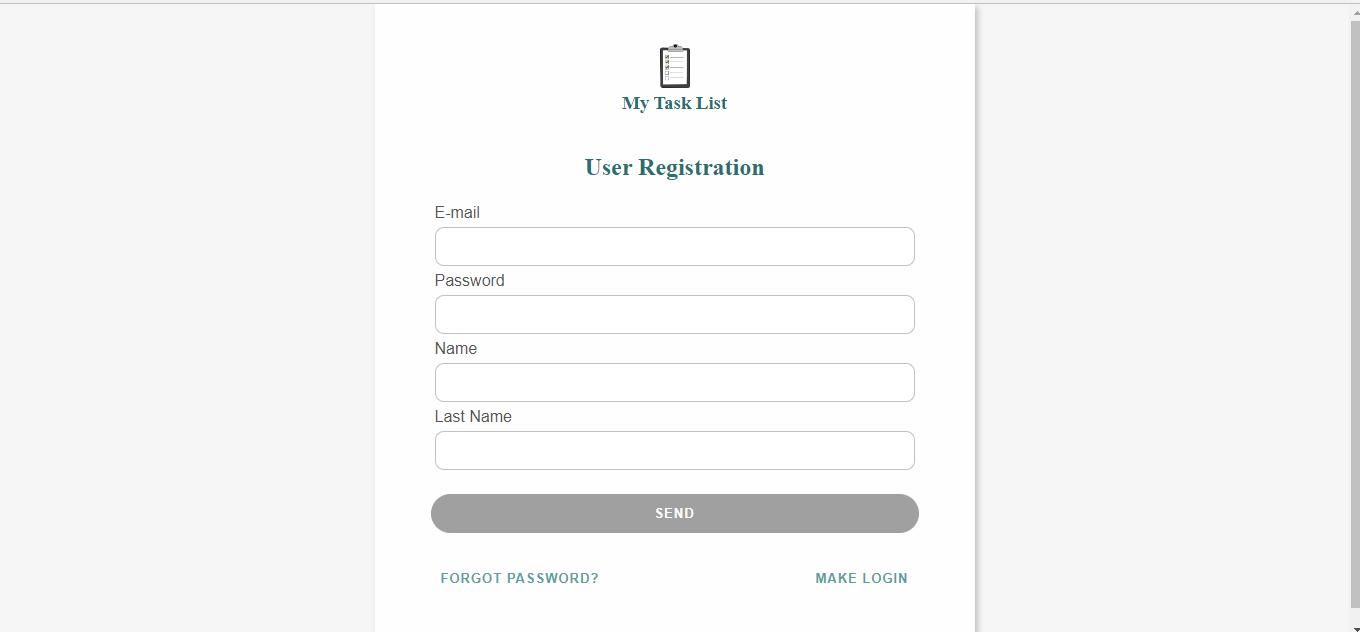 My Task List
User Registration
E-mail
Password
Name
Last Name
SEND
FORGOT PASSWORD? MAKE LOGIN